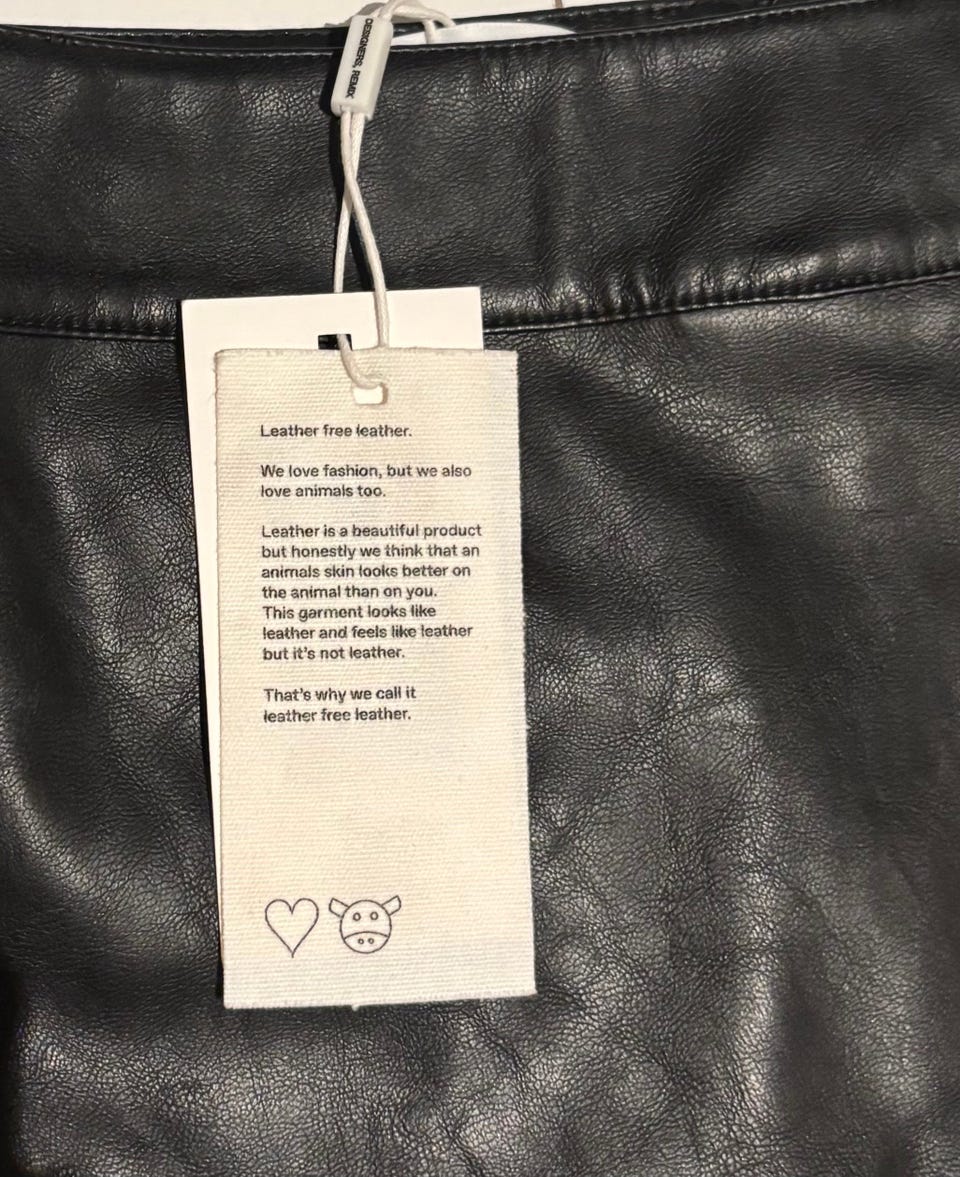 DESIGNERS, REMIX
Leather free leather.
We love fashion, but we also
love animals too.
Leather is a beautiful product
but honestly we think that an
animals skin looks better on
the animal than on you.
This garment looks like
leather and feels like leather
but it's not leather.
That's why we call it
leather free leather.